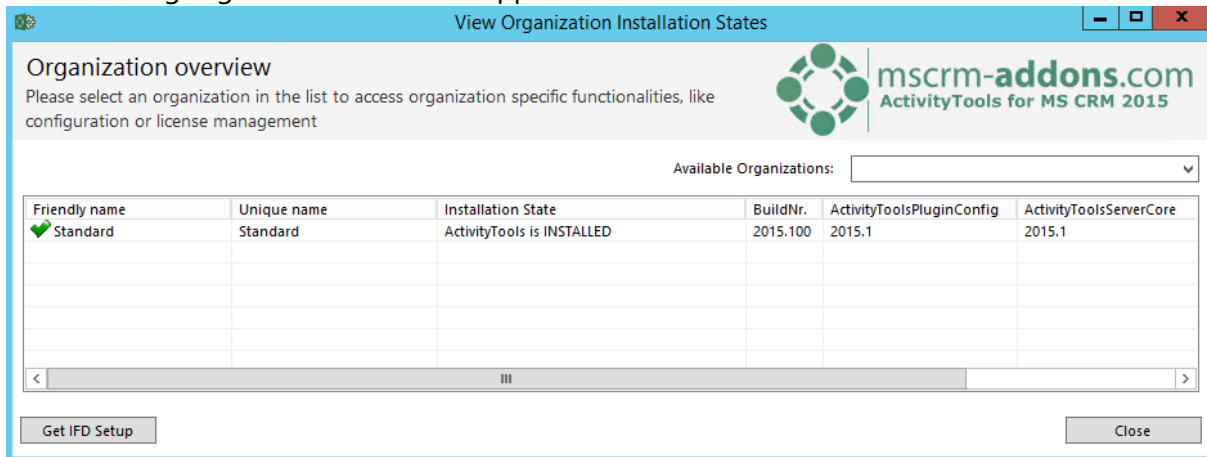 View Organization Installation States
Organization overview
Please select an organization in the list to access organization specific functionalities, like
configuration or license management
mscrm-addons.com
ActivityTools for MS CRM 2015
Available Organizations:
Friendly name Unique name Installation State BuildNr. ActivityToolsPluginConfig ActivityToolsServerCore
Standard Standard ActivityTools is INSTALLED 2015.100 2015.1 2015.1
Get IFD Setup Close